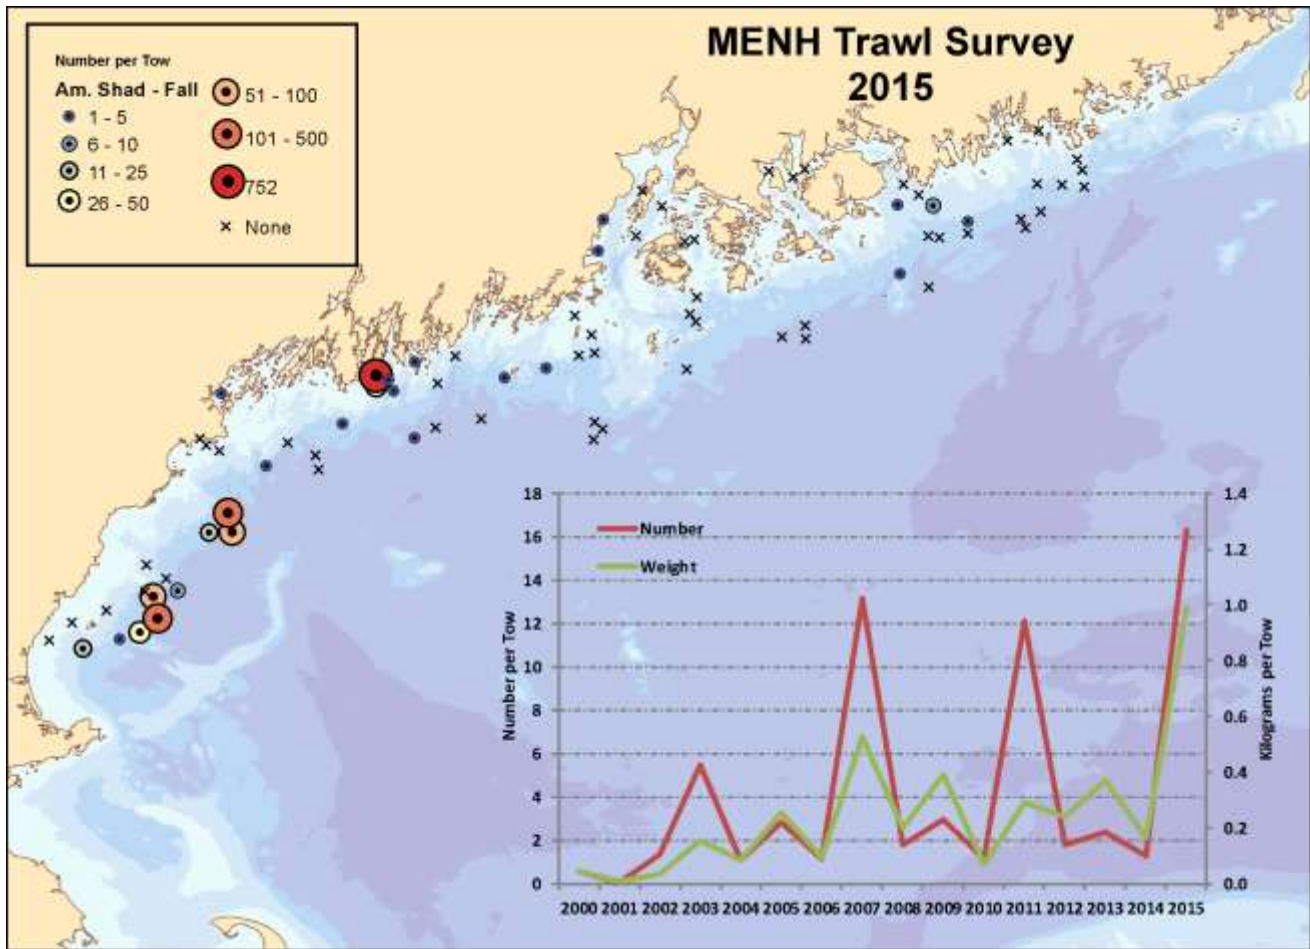 MENH Trawl Survey
2015
Number per Tow
Am. Shad - Fall
1 - 5
6 - 10
11 - 25
26 - 50
51 - 100
101 - 500
752
None
Number
Weight
Number per Tow
18
16
14
12
10
8
6
4
2
0
1.4
1.2
1.0
0.8
0.6
0.4
0.2
0.0
Kilograms per Tow
2000 2001 2002 2003 2004 2005 2006 2007 2008 2009 2010 2011 2012 2013 2014 2015